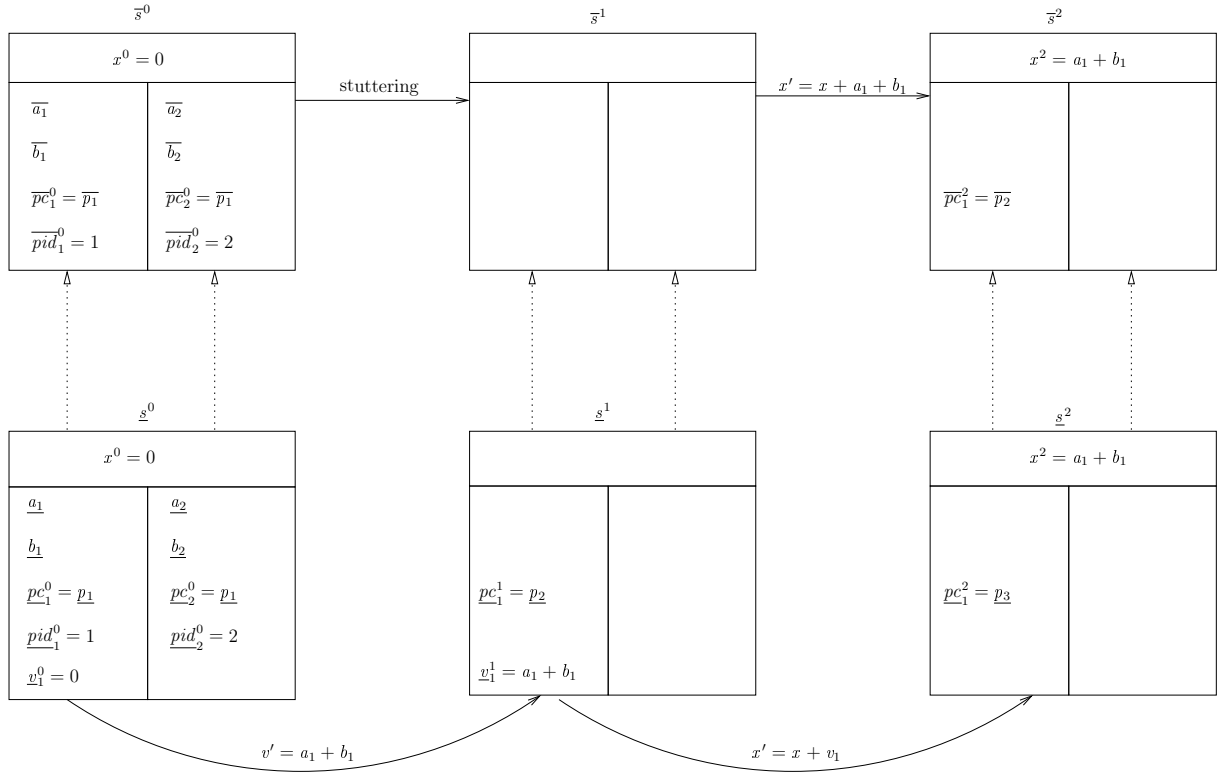 s̅⁰ s̅¹ s̅²
x⁰ = 0 x² = a₁ + b₁
stuttering x′ = x + a₁ + b₁
a̅₁ a̅₂
b̅₁ b̅₂
p̅c̅₁⁰ = p̅₁ p̅c̅₂⁰ = p̅₁ p̅c̅₁² = p̅₂
p̅i̅d̅₁⁰ = 1 p̅i̅d̅₂⁰ = 2
s̲⁰ s̲¹ s̲²
x⁰ = 0 x² = a₁ + b₁
a̲₁ a̲₂
b̲₁ b̲₂
p̲c̲₁⁰ = p̲₁ p̲c̲₂⁰ = p̲₁ p̲c̲₁¹ = p̲₂ p̲c̲₁² = p̲₃
p̲i̲d̲₁⁰ = 1 p̲i̲d̲₂⁰ = 2
v̲₁⁰ = 0 v̲₁¹ = a₁ + b₁
v′ = a₁ + b₁ x′ = x + v₁